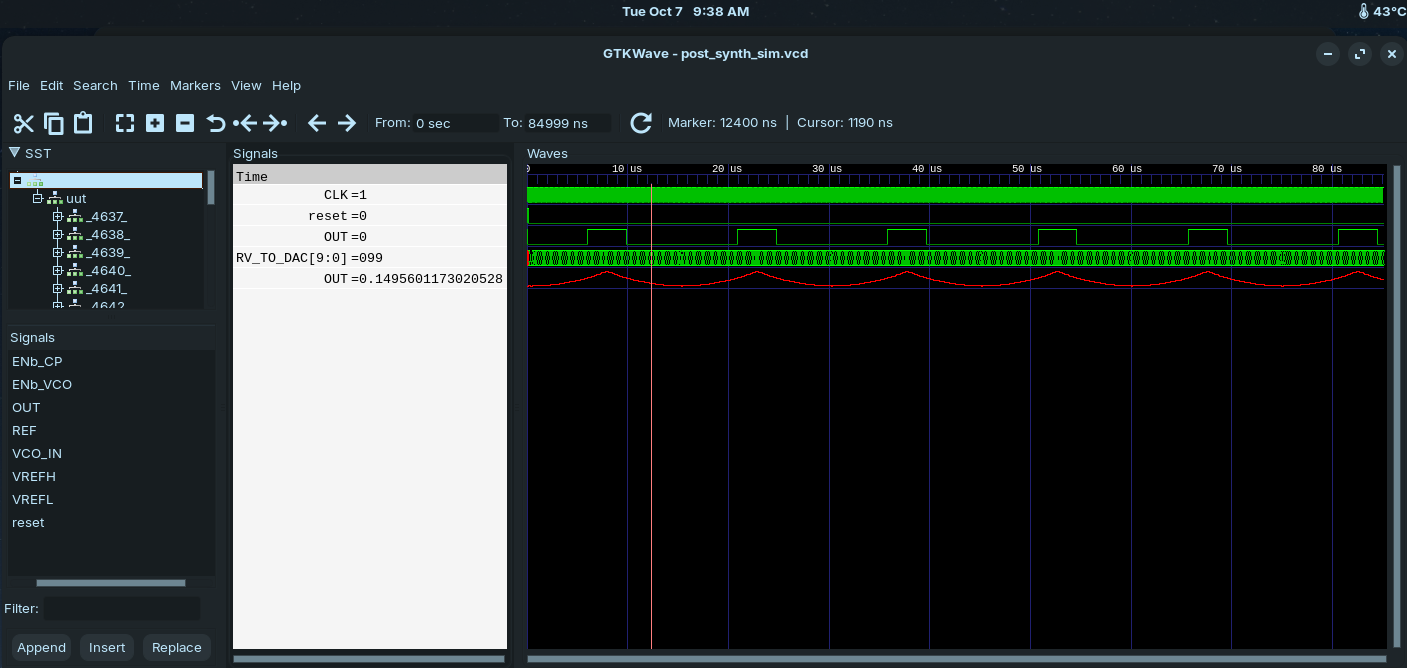 Tue Oct 7 9:38 AM
43°C
GTKWave - post_synth_sim.vcd
File Edit Search Time Markers View Help
From: 0 sec To: 84999 ns Marker: 12400 ns | Cursor: 1190 ns
SST
uut
_4637_
_4638_
_4639_
_4640_
_4641_
_4642
Signals
ENb_CP
ENb_VCO
OUT
REF
VCO_IN
VREFH
VREFL
reset
Filter:
Append Insert Replace
Signals
Time
CLK=1
reset=0
OUT=0
RV_TO_DAC[9:0]=099
OUT=0.1495601173020528
Waves
10 us 20 us 30 us 40 us 50 us 60 us 70 us 80 us